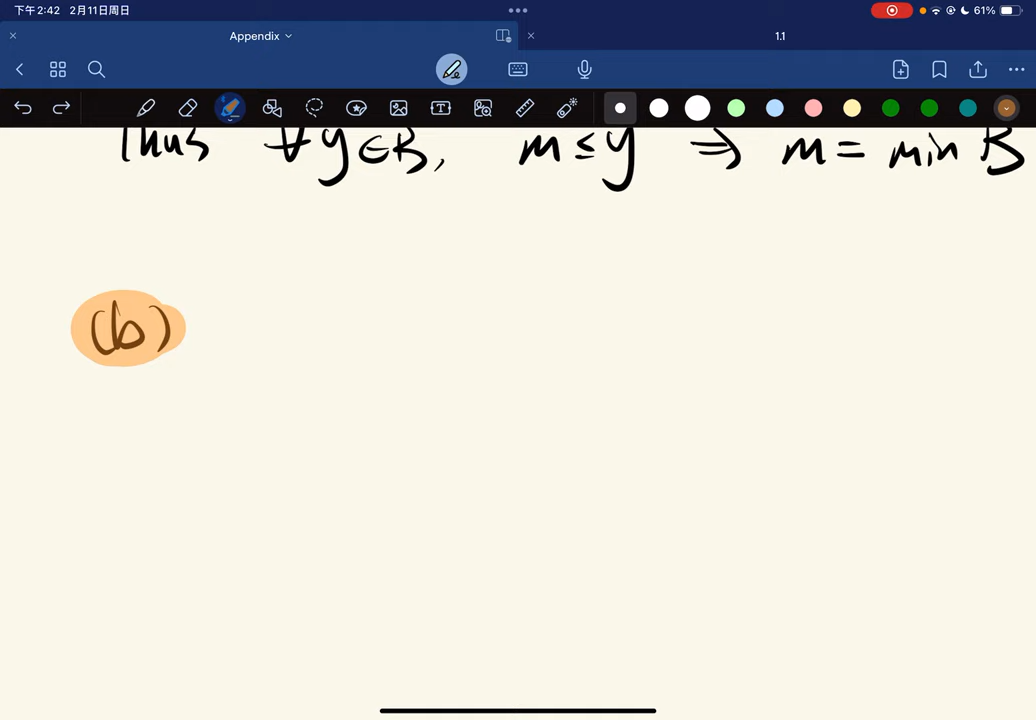 下午2:42 2月11日周日 61%
Appendix 1.1
Thus ∀y∈B, m≤y ⇒ m = min B
(b)